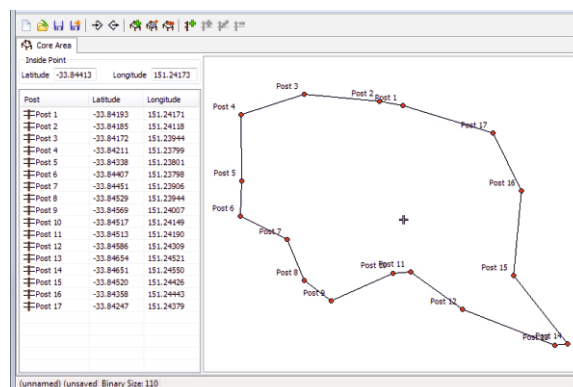 Core Area
Inside Point
Latitude -33.84413 Longitude 151.24173
Post Latitude Longitude
Post 1 -33.84193 151.24171
Post 2 -33.84185 151.24118
Post 3 -33.84172 151.23944
Post 4 -33.84211 151.23799
Post 5 -33.84338 151.23801
Post 6 -33.84407 151.23798
Post 7 -33.84451 151.23906
Post 8 -33.84529 151.23944
Post 9 -33.84569 151.24007
Post 10 -33.84517 151.24149
Post 11 -33.84513 151.24190
Post 12 -33.84586 151.24309
Post 13 -33.84654 151.24521
Post 14 -33.84651 151.24550
Post 15 -33.84520 151.24426
Post 16 -33.84358 151.24443
Post 17 -33.84247 151.24379
Post 3
Post 2
Post 1
Post 4
Post 17
Post 5
Post 16
Post 6
Post 7
Post 11
Post 8
Post 15
Post 9
Post 12
Post 14
(unnamed) (unsaved Binary Size: 110